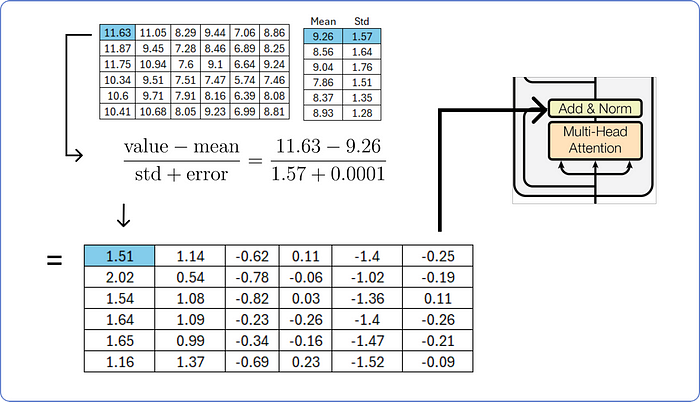 Mean Std
11.63 11.05 8.29 9.44 7.06 8.86 9.26 1.57
11.87 9.45 7.28 8.46 6.89 8.25 8.56 1.64
11.75 10.94 7.6 9.1 6.64 9.24 9.04 1.76
10.34 9.51 7.51 7.47 5.74 7.46 7.86 1.51
10.6 9.71 7.91 8.16 6.39 8.08 8.37 1.35
10.41 10.68 8.05 9.23 6.99 8.81 8.93 1.28
Add & Norm
Multi-Head
Attention
value − mean 11.63 − 9.26
=
std + error 1.57 + 0.0001
=
1.51 1.14 -0.62 0.11 -1.4 -0.25
2.02 0.54 -0.78 -0.06 -1.02 -0.19
1.54 1.08 -0.82 0.03 -1.36 0.11
1.64 1.09 -0.23 -0.26 -1.4 -0.26
1.65 0.99 -0.34 -0.16 -1.47 -0.21
1.16 1.37 -0.69 0.23 -1.52 -0.09